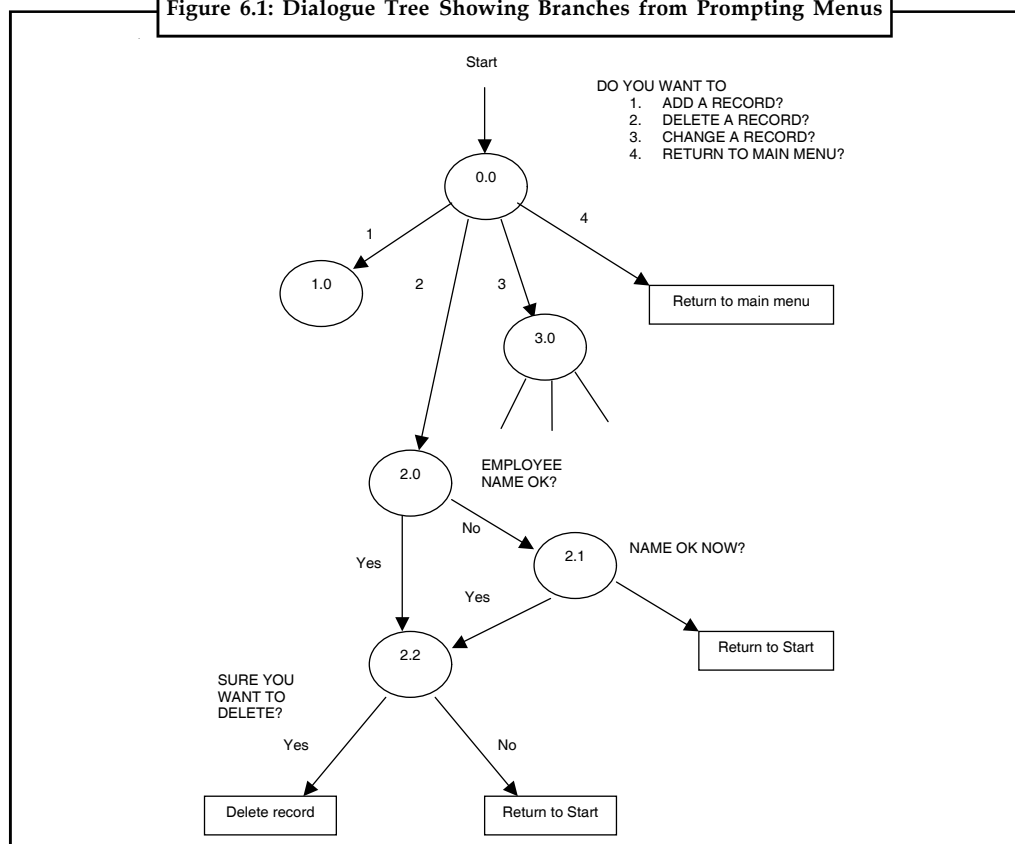 Figure 6.1: Dialogue Tree Showing Branches from Prompting Menus
Start
DO YOU WANT TO
1. ADD A RECORD?
2. DELETE A RECORD?
3. CHANGE A RECORD?
4. RETURN TO MAIN MENU?
0.0
1
4
1.0
2
3
Return to main menu
3.0
2.0
EMPLOYEE
NAME OK?
No
Yes
2.1
NAME OK NOW?
Yes
Return to Start
2.2
SURE YOU
WANT TO
DELETE?
Yes
No
Delete record
Return to Start